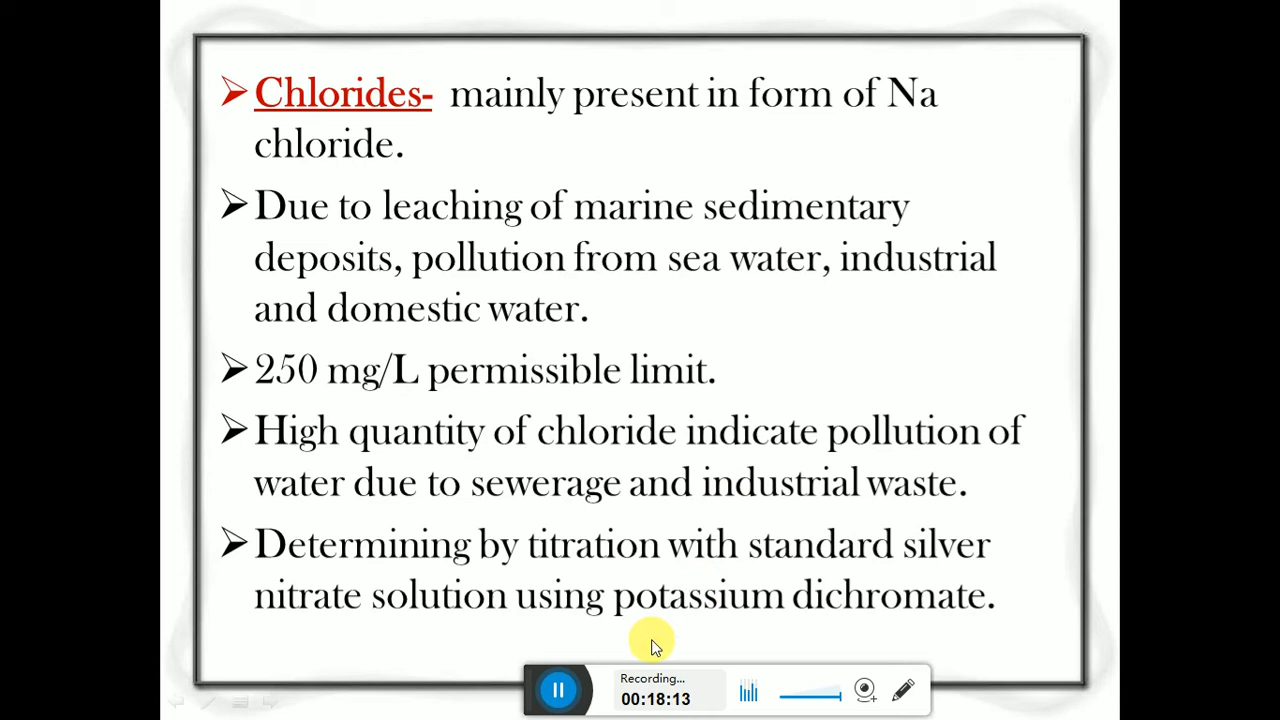 Chlorides- mainly present in form of Na
chloride.
Due to leaching of marine sedimentary
deposits, pollution from sea water, industrial
and domestic water.
250 mg/L permissible limit.
High quantity of chloride indicate pollution of
water due to sewerage and industrial waste.
Determining by titration with standard silver
nitrate solution using potassium dichromate.
Recording...
00:18:13